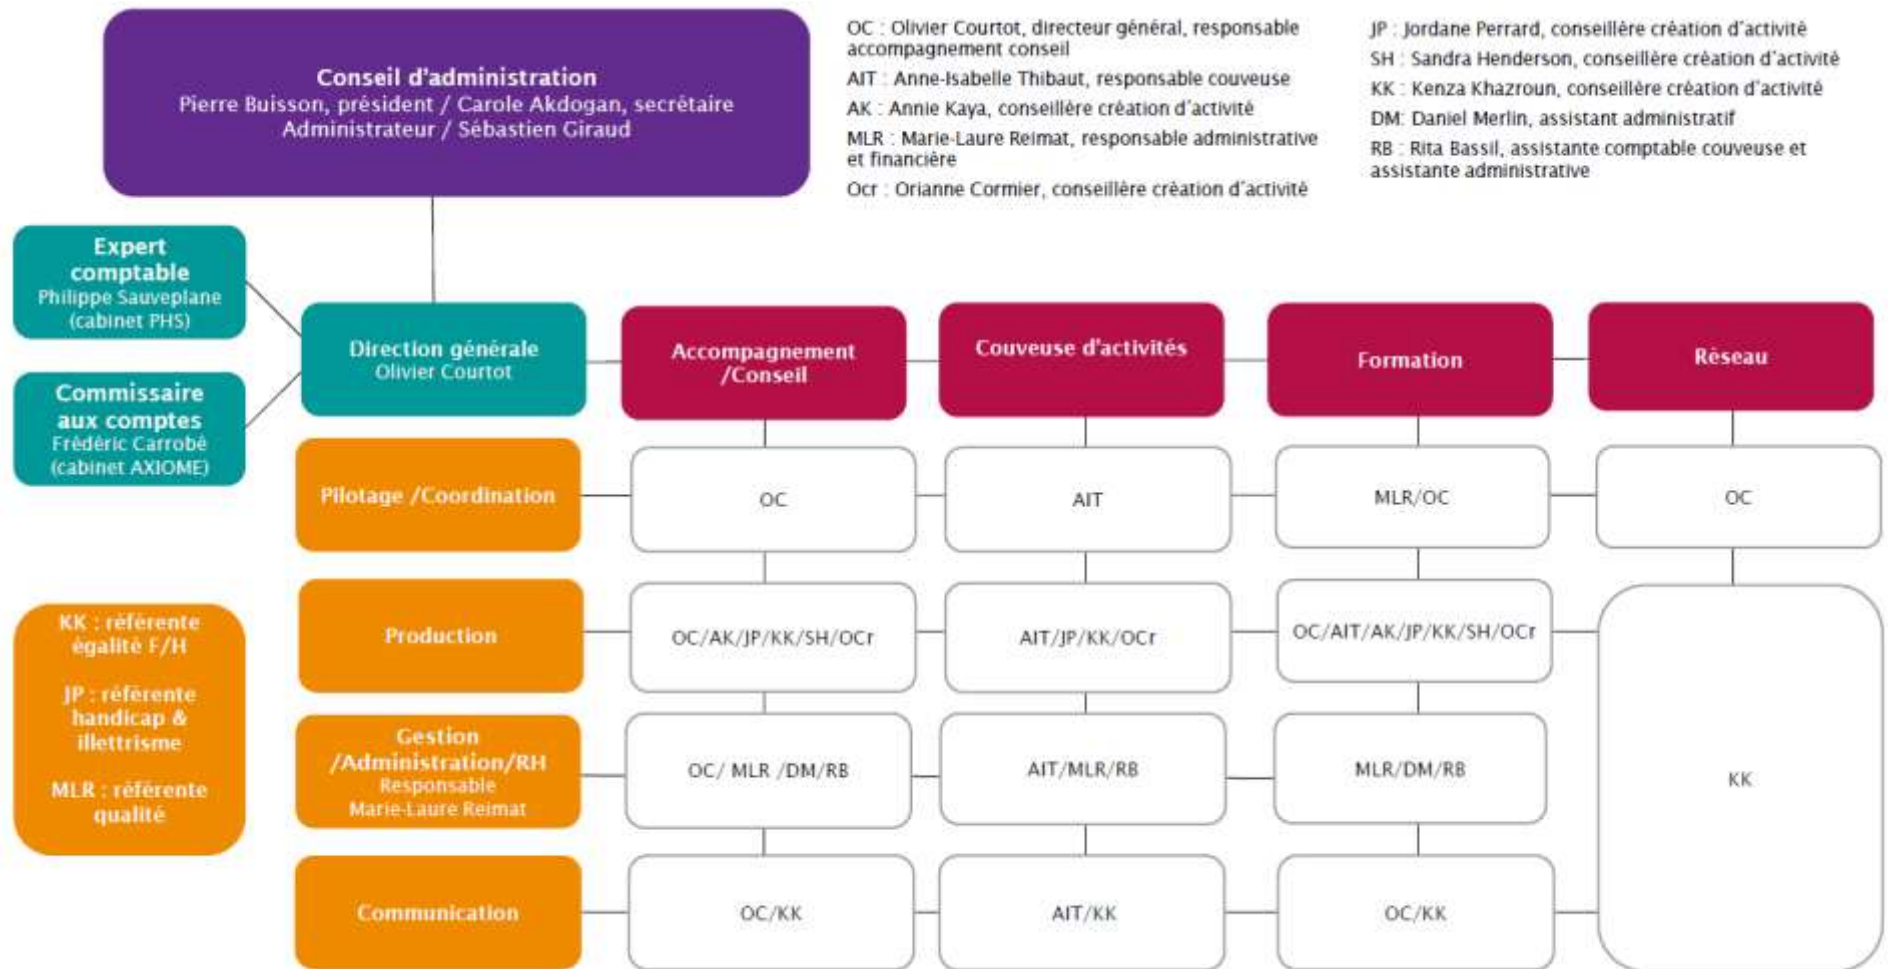 Conseil d'administration
Pierre Buisson, président / Carole Akdogan, secrétaire
Administrateur / Sébastien Giraud
OC : Olivier Courtot, directeur général, responsable
accompagnement conseil
AIT : Anne-Isabelle Thibaut, responsable couveuse
AK : Annie Kaya, conseillère création d'activité
MLR : Marie-Laure Reimat, responsable administrative
et financière
Ocr : Orianne Cormier, conseillère création d'activité
JP : Jordane Perrard, conseillère création d'activité
SH : Sandra Henderson, conseillère création d'activité
KK : Kenza Khazroun, conseillère création d'activité
DM: Daniel Merlin, assistant administratif
RB : Rita Bassil, assistante comptable couveuse et
assistante administrative
Expert
comptable
Philippe Sauveplane
(cabinet PHS)
Commissaire
aux comptes
Frédéric Carrobé
(cabinet AXIOME)
Direction générale
Olivier Courtot
Accompagnement
/Conseil
Couveuse d'activités
Formation
Réseau
Pilotage /Coordination
OC
AIT
MLR/OC
OC
KK : référente
égalité F/H
JP : référente
handicap &
illettrisme
MLR : référente
qualité
Production
OC/AK/JP/KK/SH/OCr
AIT/JP/KK/OCr
OC/AIT/AK/JP/KK/SH/OCr
KK
Gestion
/Administration/RH
Responsable
Marie-Laure Reimat
OC/ MLR /DM/RB
AIT/MLR/RB
MLR/DM/RB
Communication
OC/KK
AIT/KK
OC/KK